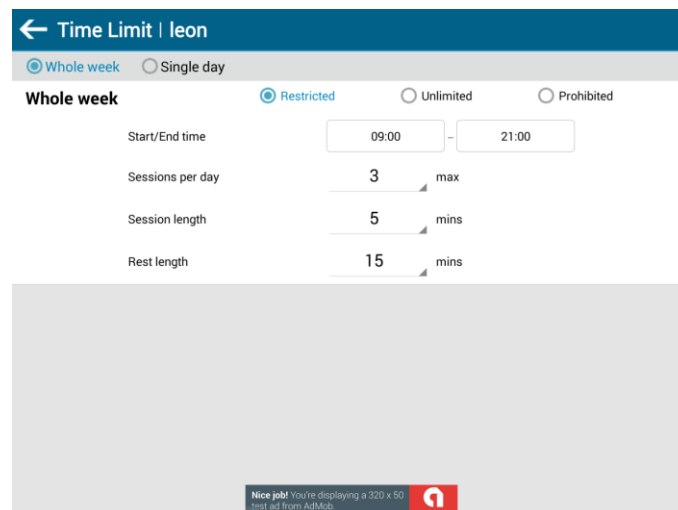 Time Limit | leon
Whole week Single day
Whole week Restricted Unlimited Prohibited
Start/End time 09:00 – 21:00
Sessions per day 3 max
Session length 5 mins
Rest length 15 mins
Nice job! You're displaying a 320 x 50
test ad from AdMob.